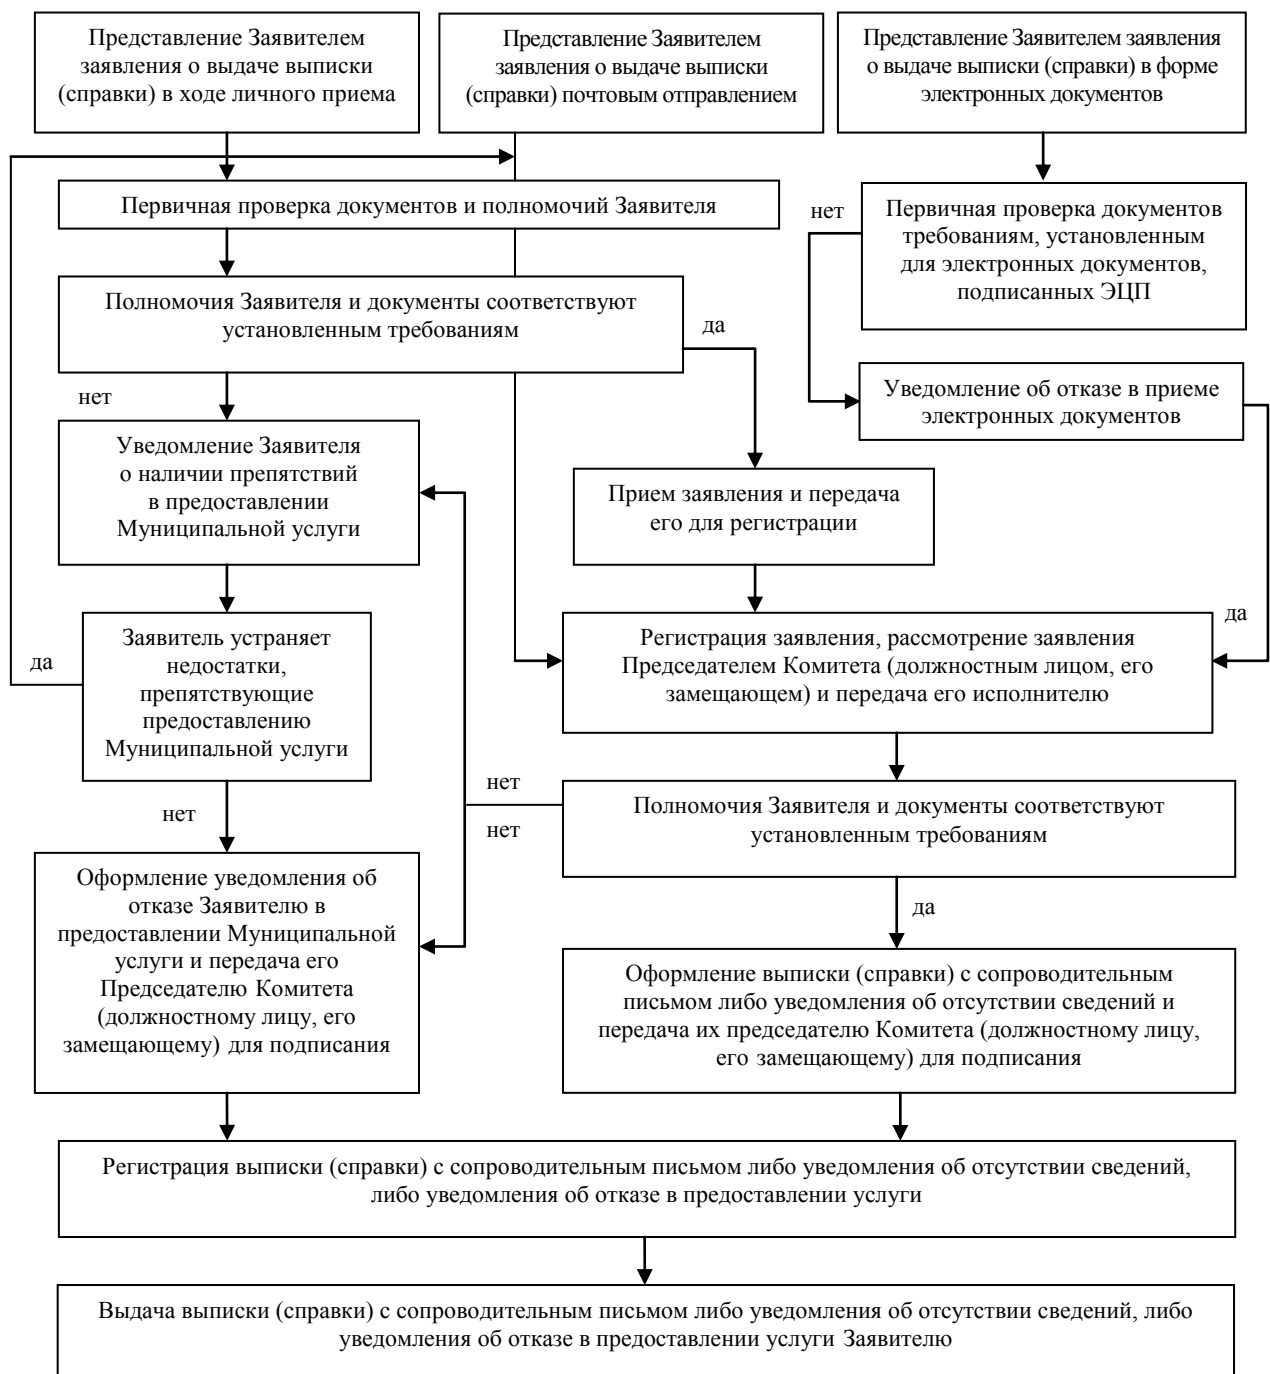 Представление Заявителем
заявления о выдаче выписки
(справки) в ходе личного приема
Представление Заявителем
заявления о выдаче выписки
(справки) почтовым отправлением
Представление Заявителем заявления
о выдаче выписки (справки) в форме
электронных документов
Первичная проверка документов и полномочий Заявителя
нет
Первичная проверка документов
требованиям, установленным
для электронных документов,
подписанных ЭЦП
Полномочия Заявителя и документы соответствуют
установленным требованиям
да
нет
Уведомление об отказе в приеме
электронных документов
Уведомление Заявителя
о наличии препятствий
в предоставлении
Муниципальной услуги
Прием заявления и передача
его для регистрации
да
Заявитель устраняет
недостатки,
препятствующие
предоставлению
Муниципальной услуги
да
Регистрация заявления, рассмотрение заявления
Председателем Комитета (должностным лицом, его
замещающем) и передача его исполнителю
нет
нет
нет
Полномочия Заявителя и документы соответствуют
установленным требованиям
да
Оформление уведомления об
отказе Заявителю в
предоставлении Муниципальной
услуги и передача его
Председателю Комитета
(должностному лицу, его
замещающему) для подписания
Оформление выписки (справки) с сопроводительным
письмом либо уведомления об отсутствии сведений и
передача их председателю Комитета (должностному лицу,
его замещающему) для подписания
Регистрация выписки (справки) с сопроводительным письмом либо уведомления об отсутствии сведений,
либо уведомления об отказе в предоставлении услуги
Выдача выписки (справки) с сопроводительным письмом либо уведомления об отсутствии сведений, либо
уведомления об отказе в предоставлении услуги Заявителю